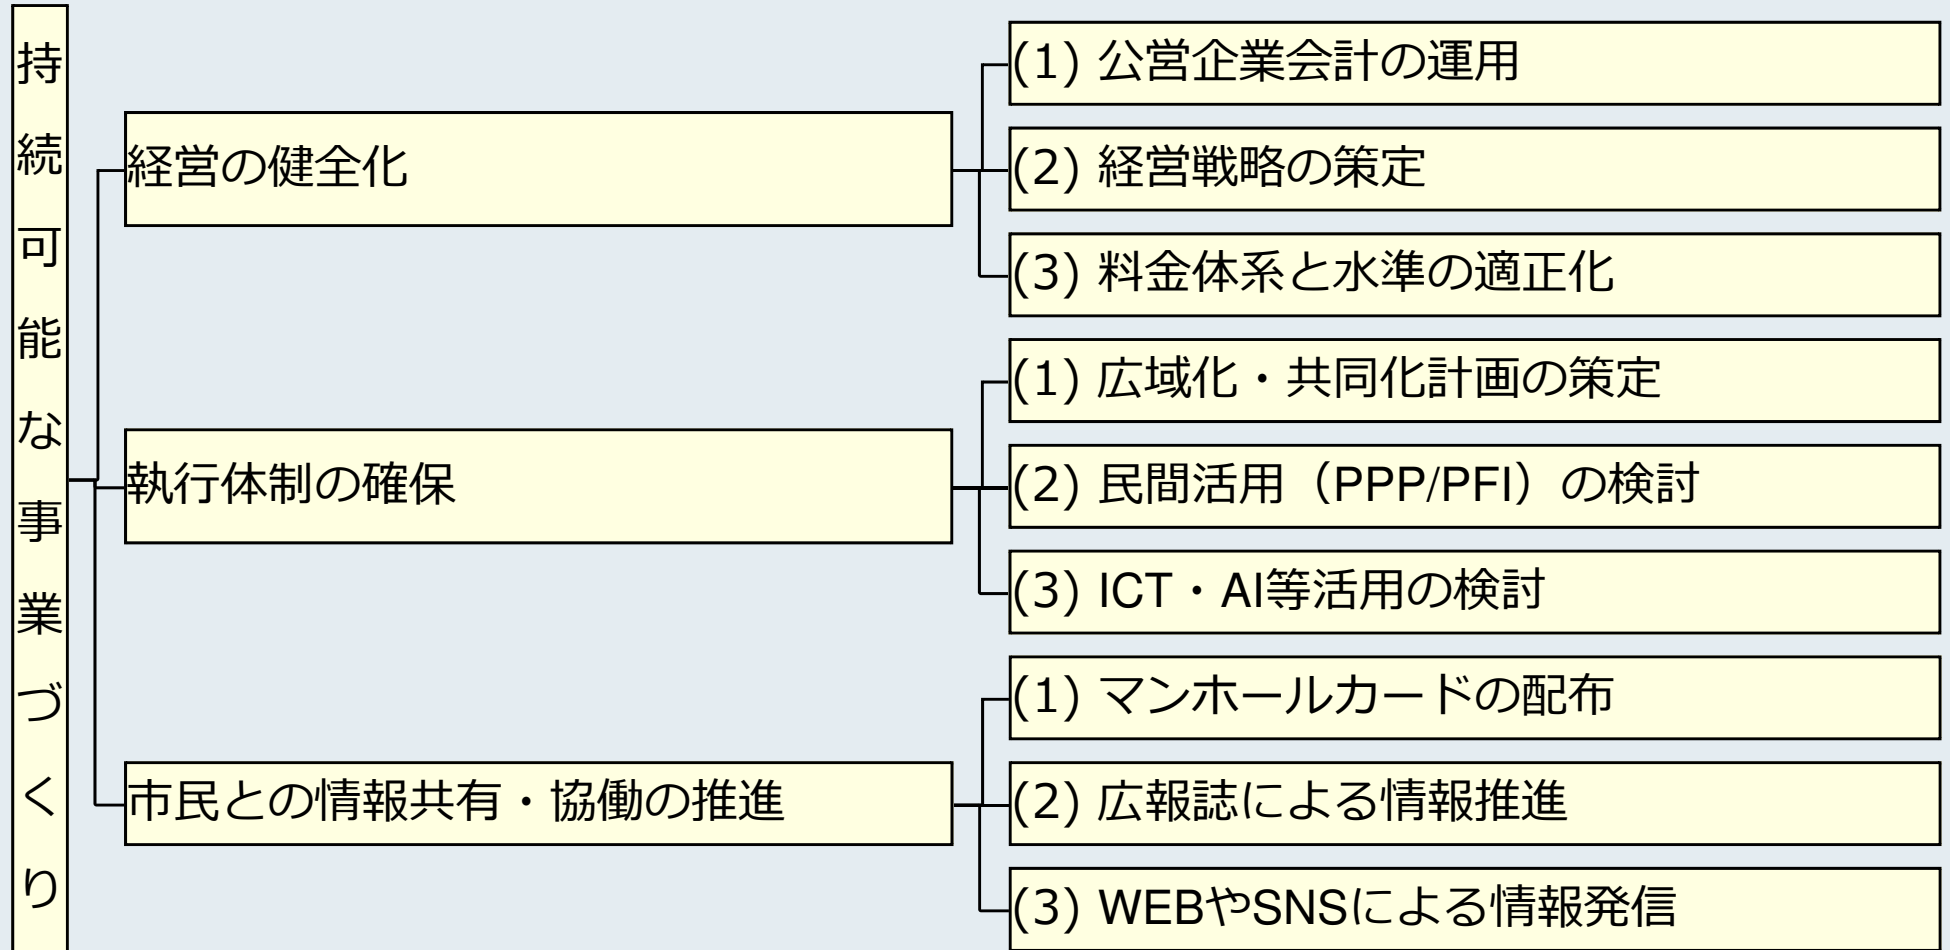 持続可能な事業づくり
経営の健全化
(1) 公営企業会計の運用
(2) 経営戦略の策定
(3) 料金体系と水準の適正化
執行体制の確保
(1) 広域化・共同化計画の策定
(2) 民間活用（PPP/PFI）の検討
(3) ICT・AI等活用の検討
市民との情報共有・協働の推進
(1) マンホールカードの配布
(2) 広報誌による情報推進
(3) WEBやSNSによる情報発信